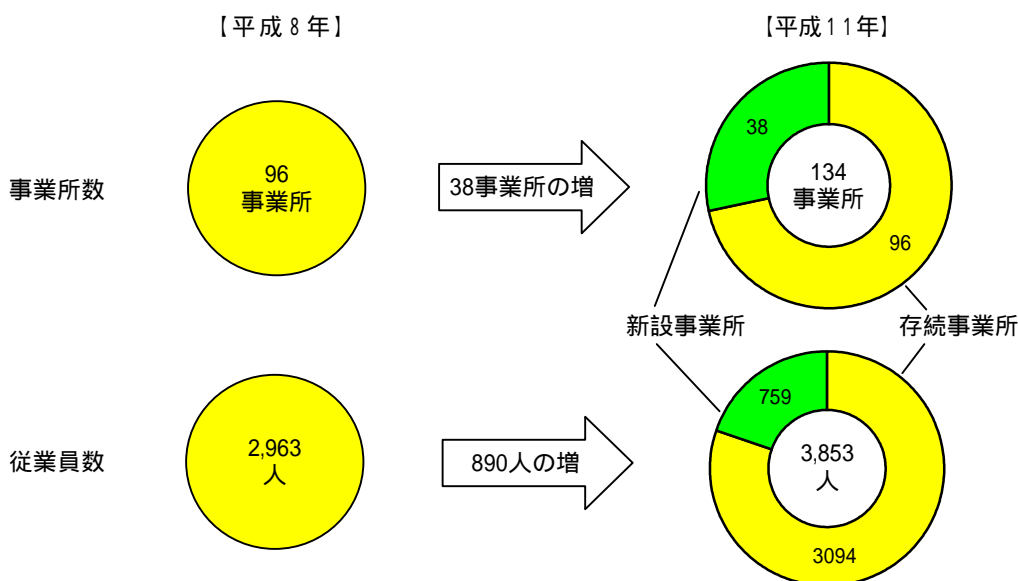 【平成８年】
【平成１１年】
事業所数
96
事業所
38事業所の増
38
134
事業所
96
新設事業所
存続事業所
従業員数
2,963
人
890人の増
759
3,853
人
3094